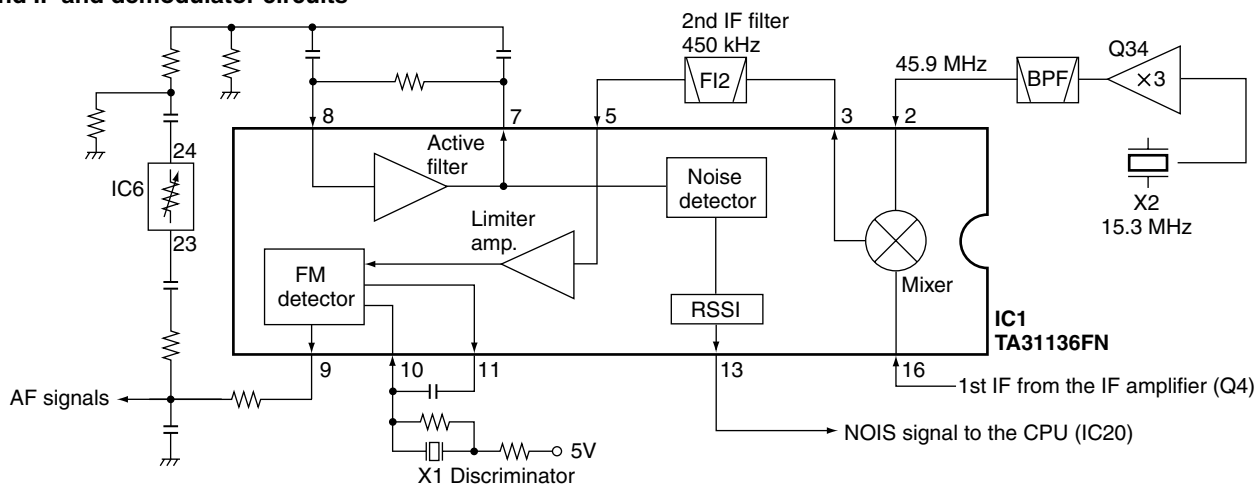 nd IF and demodulator circuits
2nd IF filter
450 kHz
Q34
45.9 MHz
BPF
×3
FI2
8
7
5
3
2
24
IC6
23
Active
filter
Noise
detector
X2
15.3 MHz
Limiter
amp.
FM
detector
Mixer
RSSI
IC1
TA31136FN
9
10
11
13
16
AF signals
1st IF from the IF amplifier (Q4)
5V
NOIS signal to the CPU (IC20)
X1 Discriminator